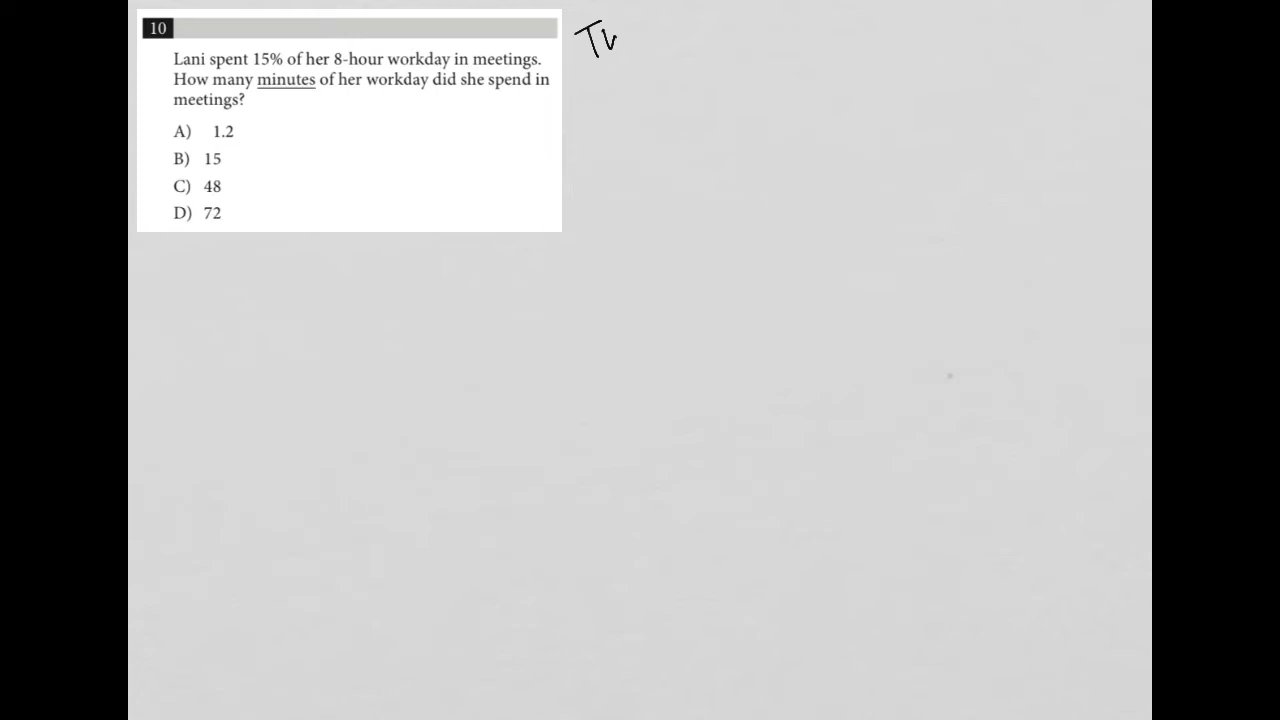 10
Lani spent 15% of her 8-hour workday in meetings.
How many minutes of her workday did she spend in
meetings?
A) 1.2
B) 15
C) 48
D) 72